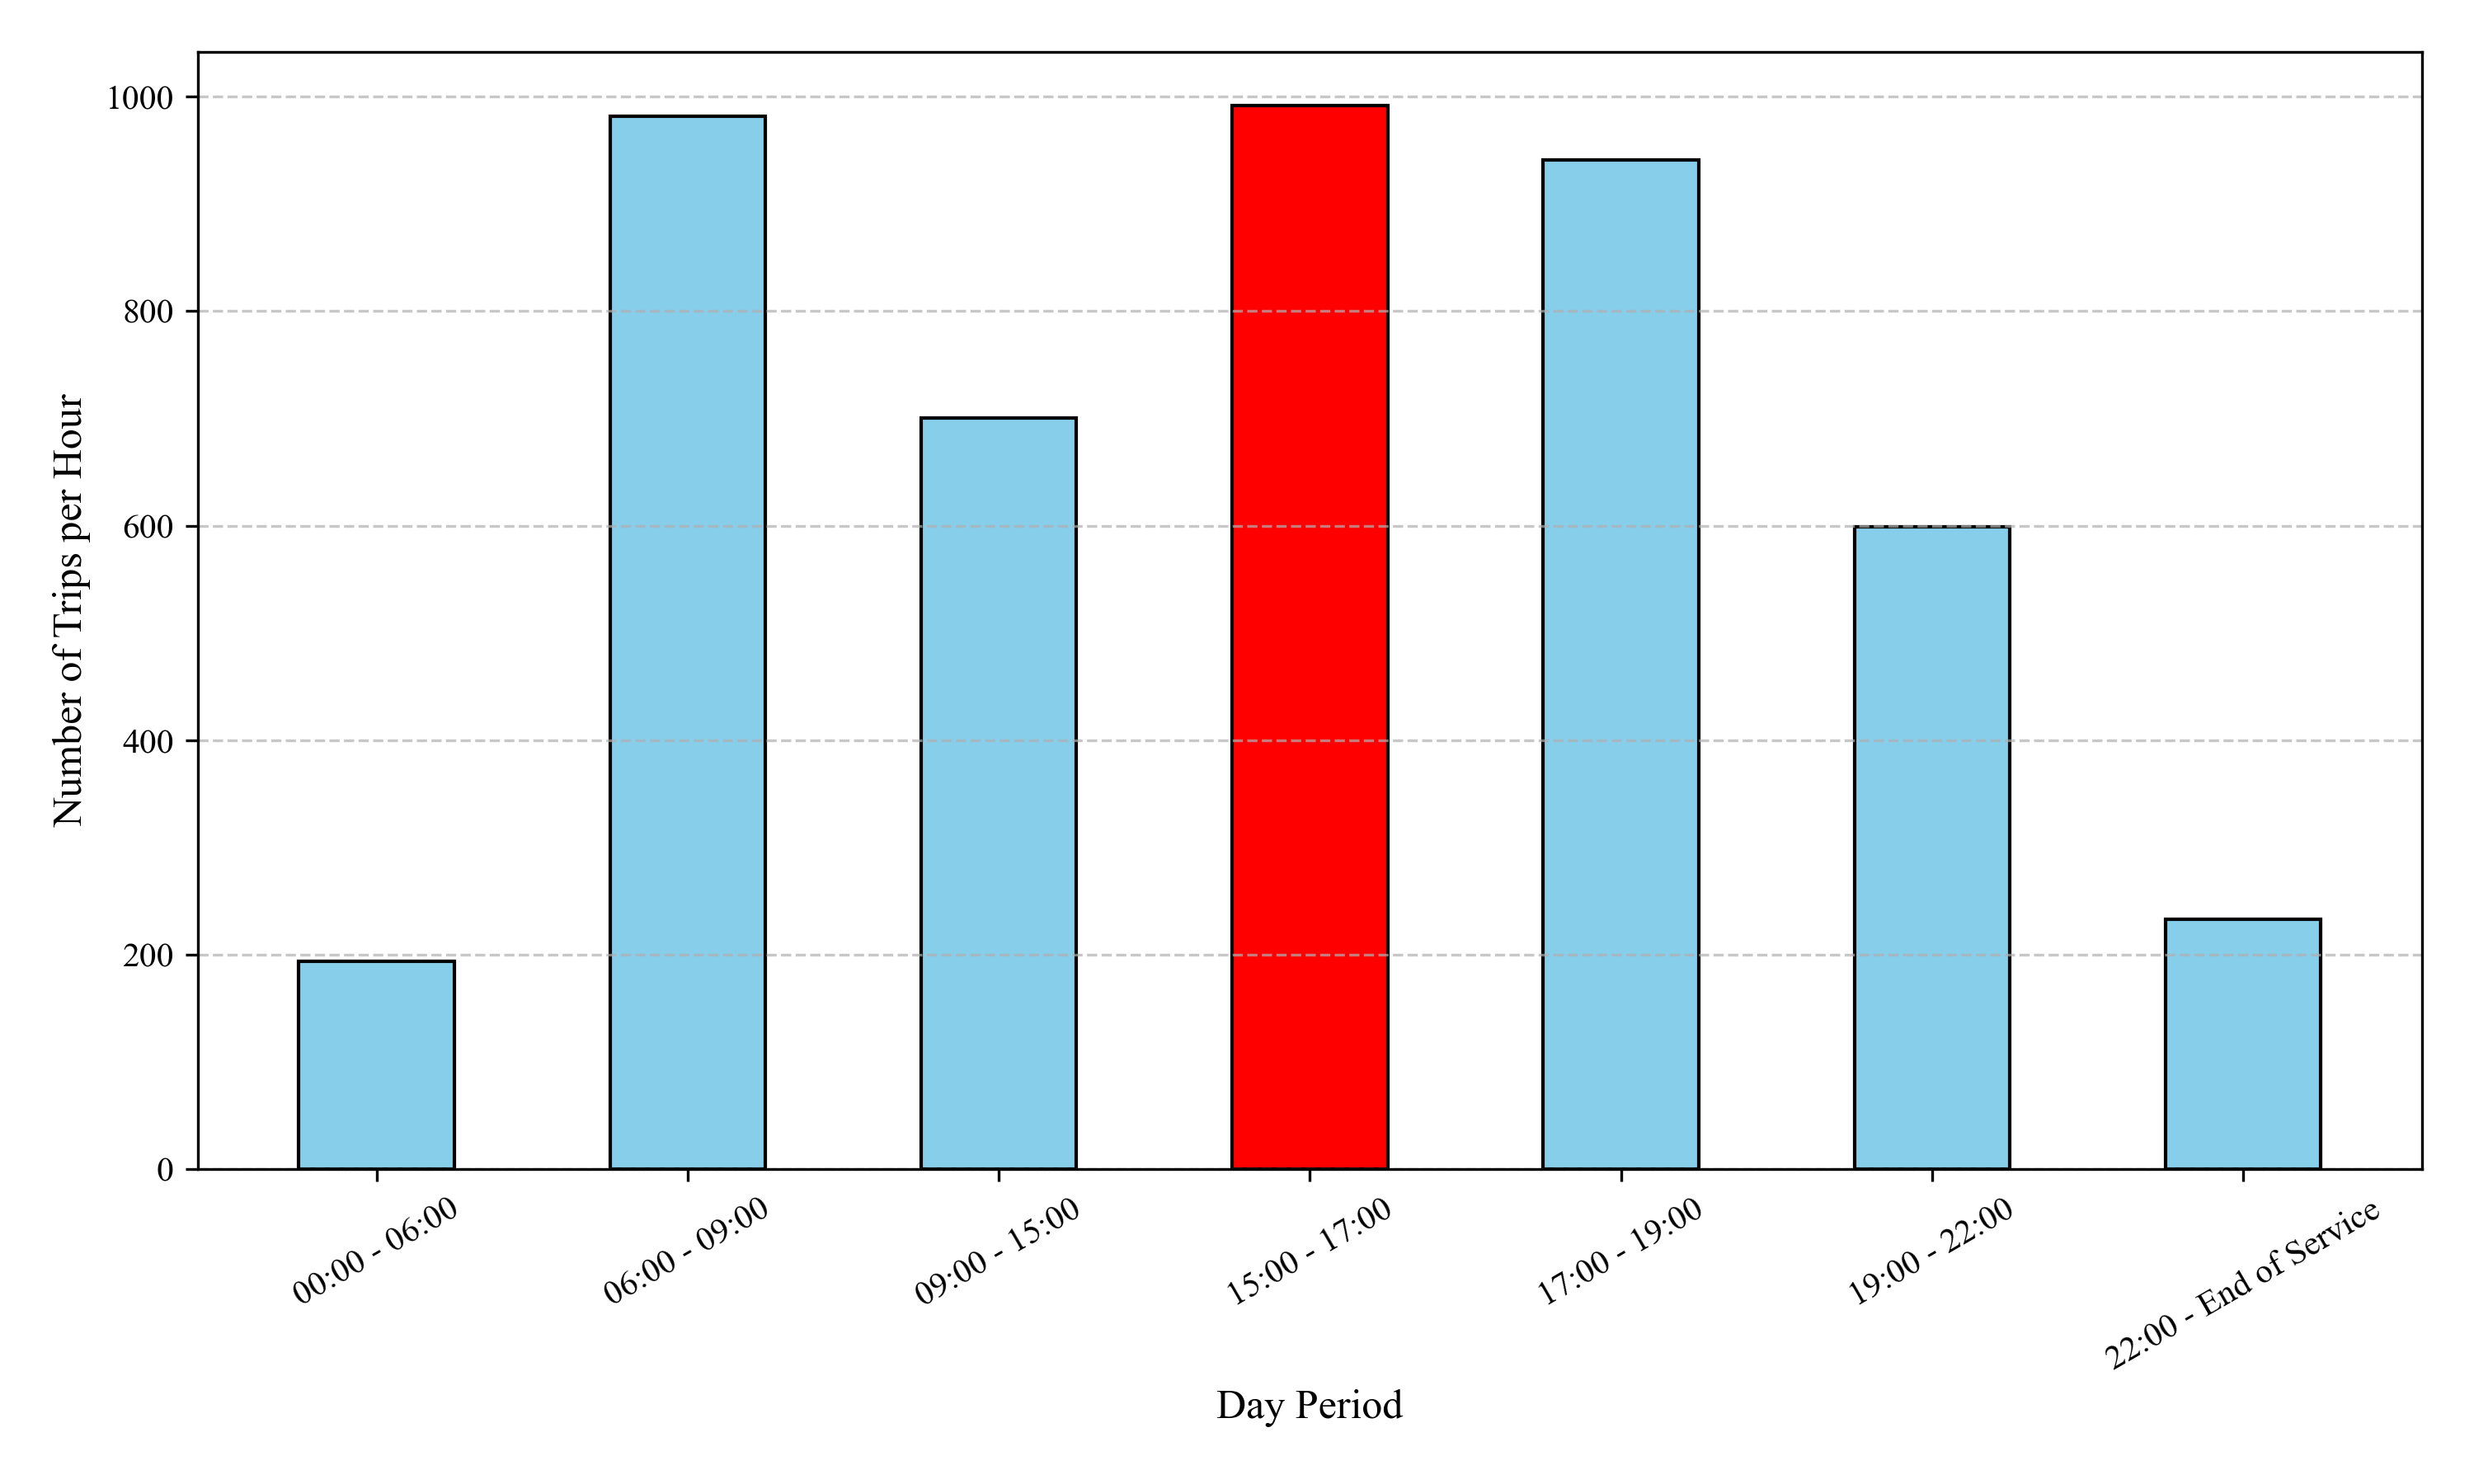 1000
800
600
400
200
0
Number of Trips per Hour
00:00 - 06:00
06:00 - 09:00
09:00 - 15:00
15:00 - 17:00
17:00 - 19:00
19:00 - 22:00
22:00 - End of Service
Day Period